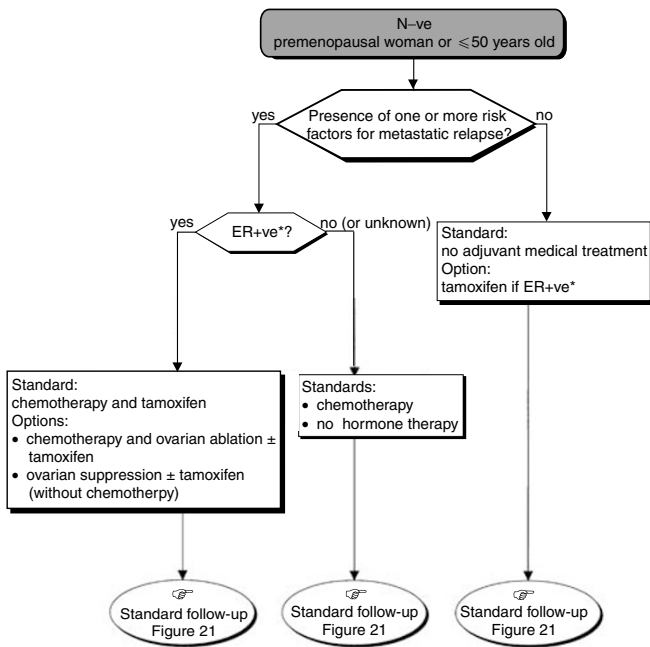 N–ve
premenopausal woman or ⩽50 years old
Presence of one or more risk
factors for metastatic relapse?
yes
no
ER+ve*?
yes
no (or unknown)
Standard:
no adjuvant medical treatment
Option:
tamoxifen if ER+ve*
Standard:
chemotherapy and tamoxifen
Options:
• chemotherapy and ovarian ablation ±
tamoxifen
• ovarian suppression ± tamoxifen
(without chemotherpy)
Standards:
• chemotherapy
• no hormone therapy
☞
Standard follow-up
Figure 21
☞
Standard follow-up
Figure 21
☞
Standard follow-up
Figure 21